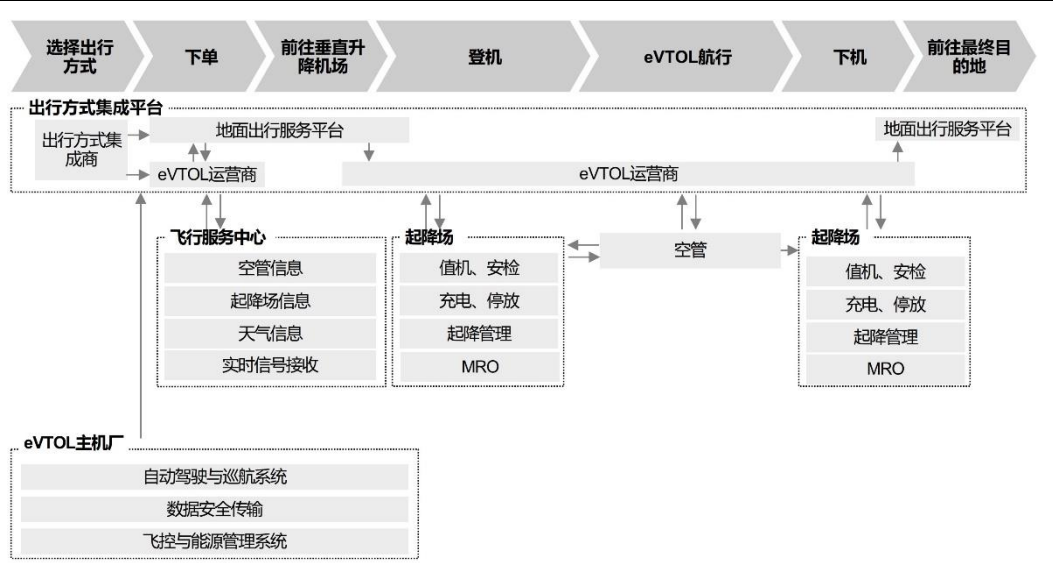 选择出行
方式
下单
前往垂直升
降机场
登机
eVTOL航行
下机
前往最终目
的地
出行方式集成平台
出行方式集
成商
地面出行服务平台
地面出行服务平台
eVTOL运营商
eVTOL运营商
飞行服务中心
空管信息
起降场信息
天气信息
实时信号接收
起降场
值机、安检
充电、停放
起降管理
MRO
空管
起降场
值机、安检
充电、停放
起降管理
MRO
eVTOL主机厂
自动驾驶与巡航系统
数据安全传输
飞控与能源管理系统